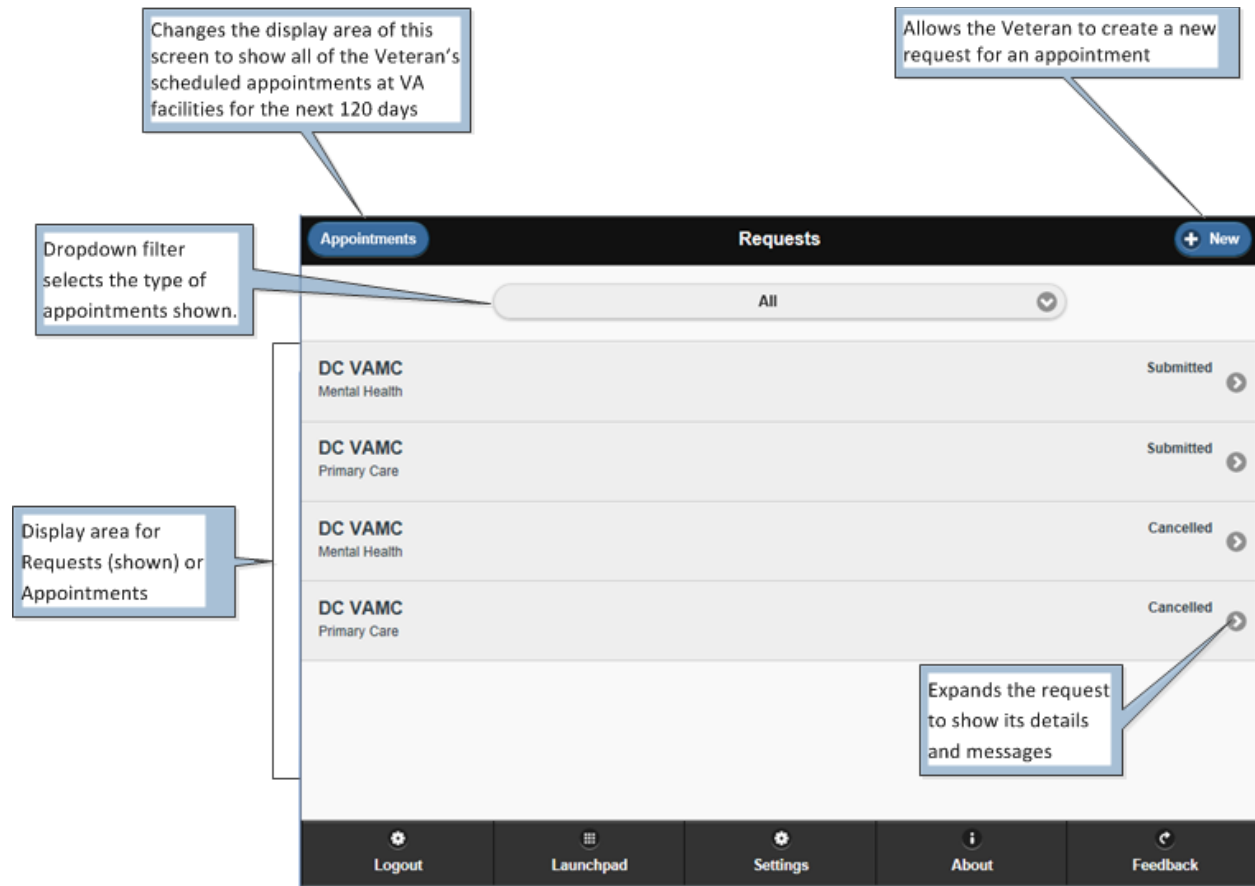 Changes the display area of this
screen to show all of the Veteran's
scheduled appointments at VA
facilities for the next 120 days
Allows the Veteran to create a new
request for an appointment
Appointments
Requests
New
Dropdown filter
selects the type of
appointments shown.
All
DC VAMC
Submitted
Mental Health
DC VAMC
Submitted
Primary Care
DC VAMC
Cancelled
Mental Health
Display area for
Requests (shown) or
Appointments
DC VAMC
Cancelled
Primary Care
Expands the request
to show its details
and messages
Logout
Launchpad
Settings
About
Feedback